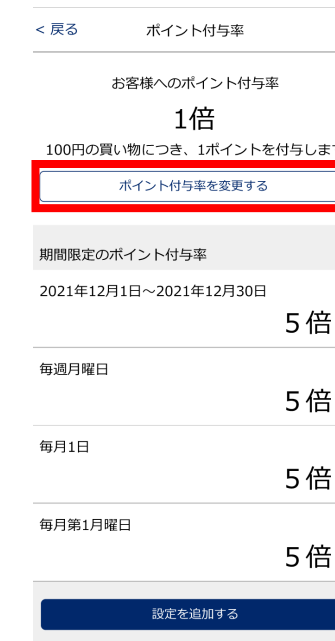 < 戻る ポイント付与率
お客様へのポイント付与率
1倍
100円の買い物につき、1ポイントを付与しま
ポイント付与率を変更する
期間限定のポイント付与率
2021年12月1日～2021年12月30日
5 倍
毎週月曜日
5 倍
毎月1日
5 倍
毎月第1月曜日
5 倍
設定を追加する